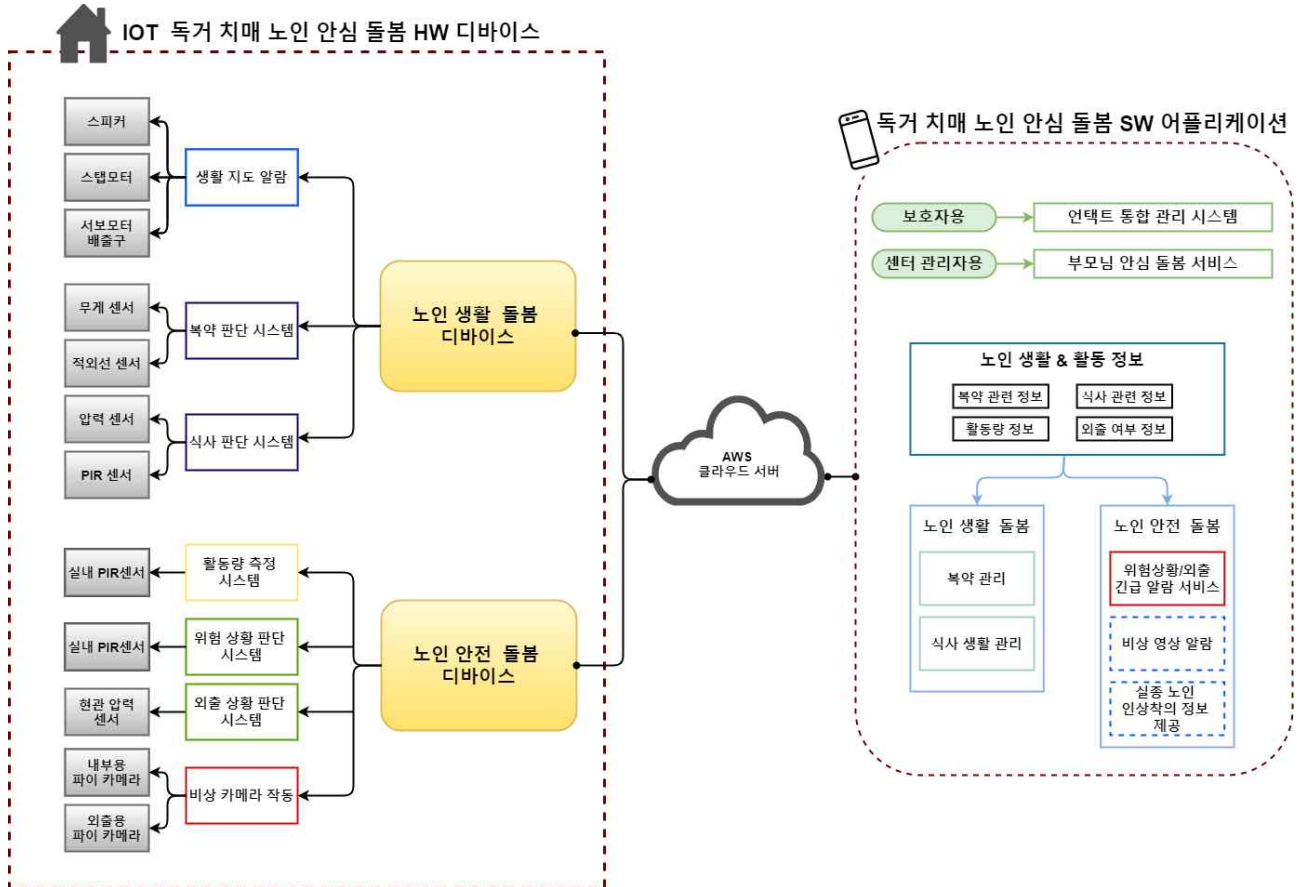 IOT 독거 치매 노인 안심 돌봄 HW 디바이스
스피커
스탭모터
서보모터
배출구
생활 지도 알람
무게 센서
적외선 센서
복약 판단 시스템
압력 센서
PIR 센서
식사 판단 시스템
노인 생활 돌봄
디바이스
실내 PIR센서
활동량 측정
시스템
실내 PIR센서
위험 상황 판단
시스템
현관 압력
센서
외출 상황 판단
시스템
내부용
파이 카메라
외출용
파이 카메라
비상 카메라 작동
노인 안전 돌봄
디바이스
AWS
클라우드 서버
독거 치매 노인 안심 돌봄 SW 어플리케이션
보호자용
언택트 통합 관리 시스템
센터 관리자용
부모님 안심 돌봄 서비스
노인 생활 & 활동 정보
복약 관련 정보
식사 관련 정보
활동량 정보
외출 여부 정보
노인 생활 돌봄
복약 관리
식사 생활 관리
노인 안전 돌봄
위험상황/외출
긴급 알람 서비스
비상 영상 알람
실종 노인
인상착의 정보
제공